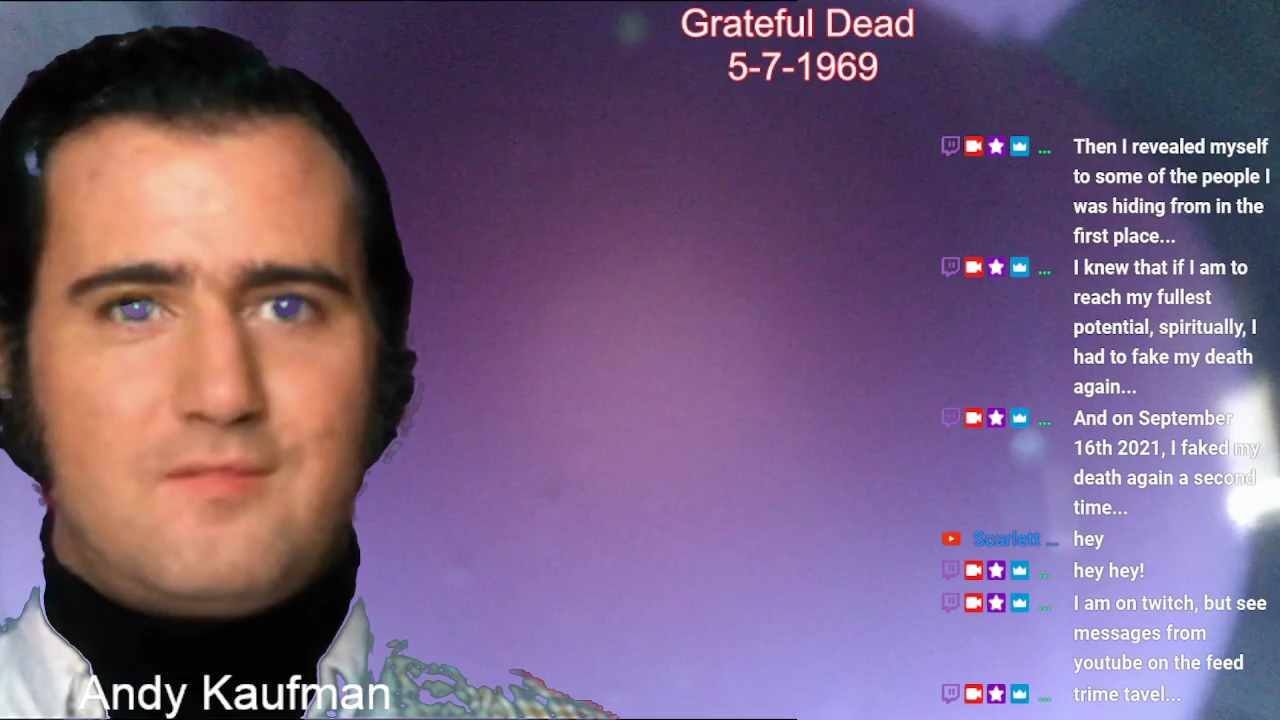 Grateful Dead
5-7-1969
Then I revealed myself
to some of the people I
was hiding from in the
first place...
I knew that if I am to
reach my fullest
potential, spiritually, I
had to fake my death
again...
And on September
16th 2021, I faked my
death again a second
time...
Scarlett ... hey
hey hey!
I am on twitch, but see
messages from
youtube on the feed
trime tavel...
Andy Kaufman